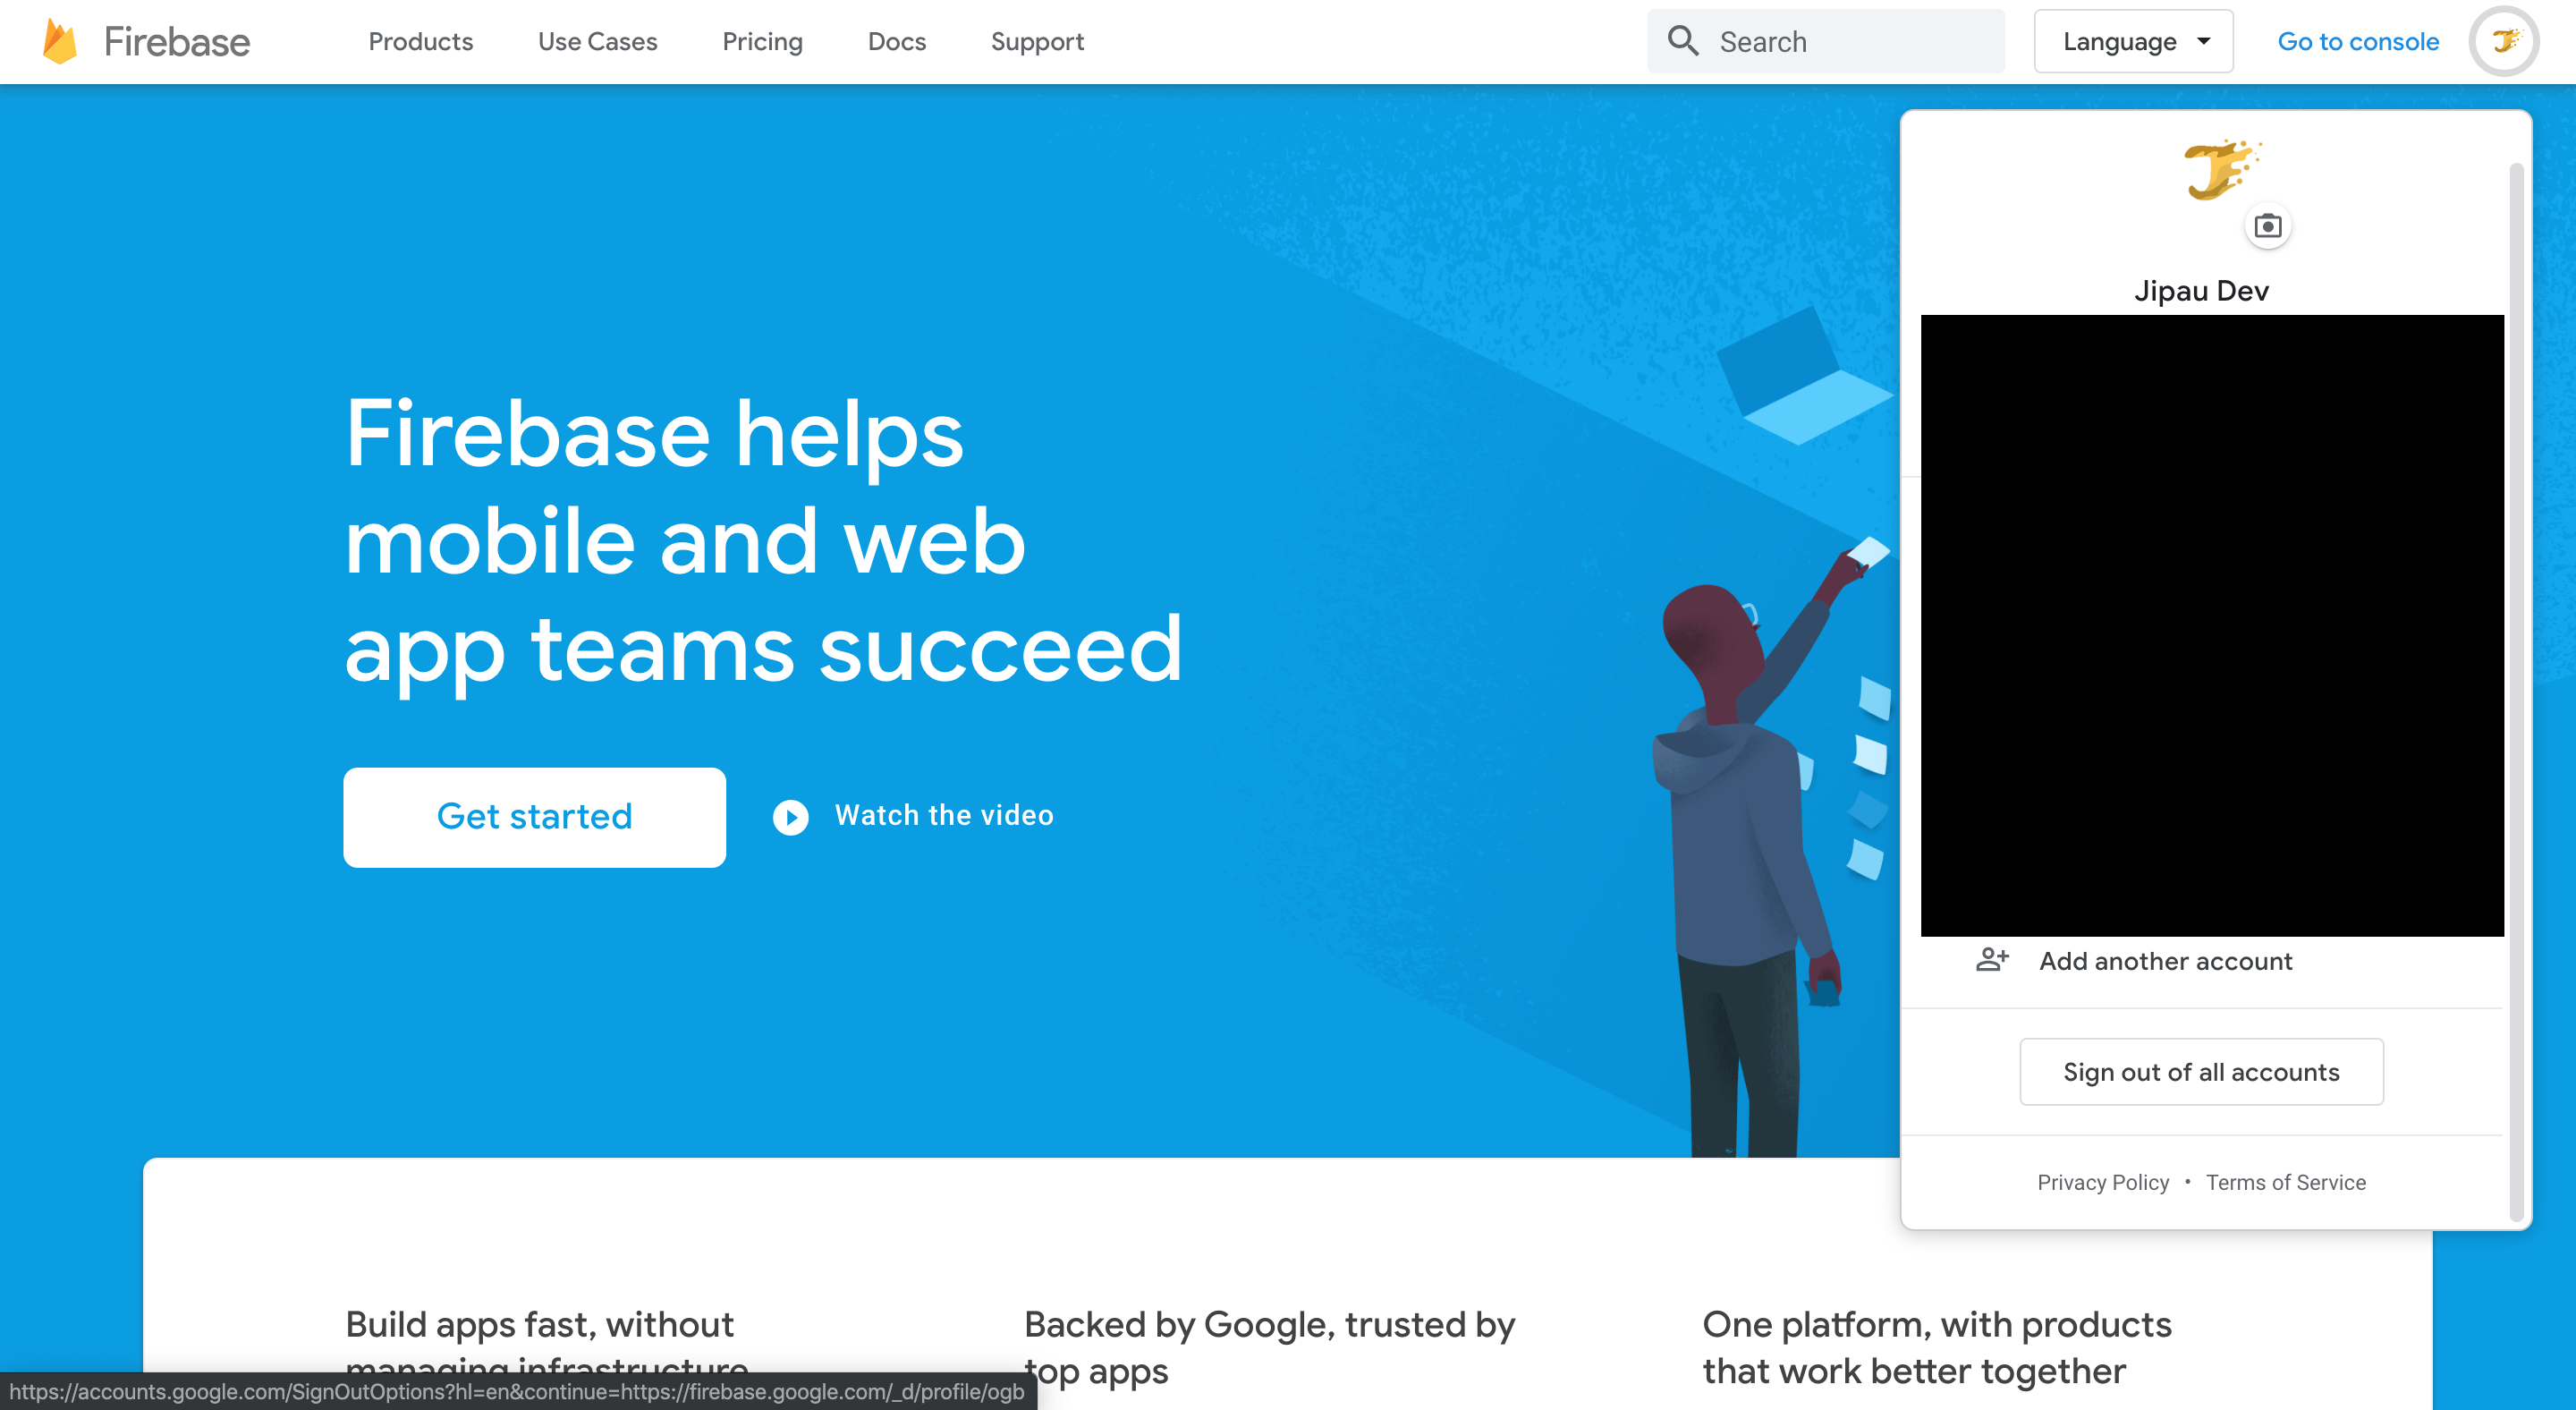 Firebase
Products
Use Cases
Pricing
Docs
Support
Search
Language
Go to console
Jipau Dev
Firebase helps
mobile and web
app teams succeed
Get started
Watch the video
Add another account
Sign out of all accounts
Privacy Policy • Terms of Service
Build apps fast, without
managing infrastructure
Backed by Google, trusted by
top apps
One platform, with products
that work better together
https://accounts.google.com/SignOutOptions?hl=en&continue=https://firebase.google.com/_d/profile/ogb